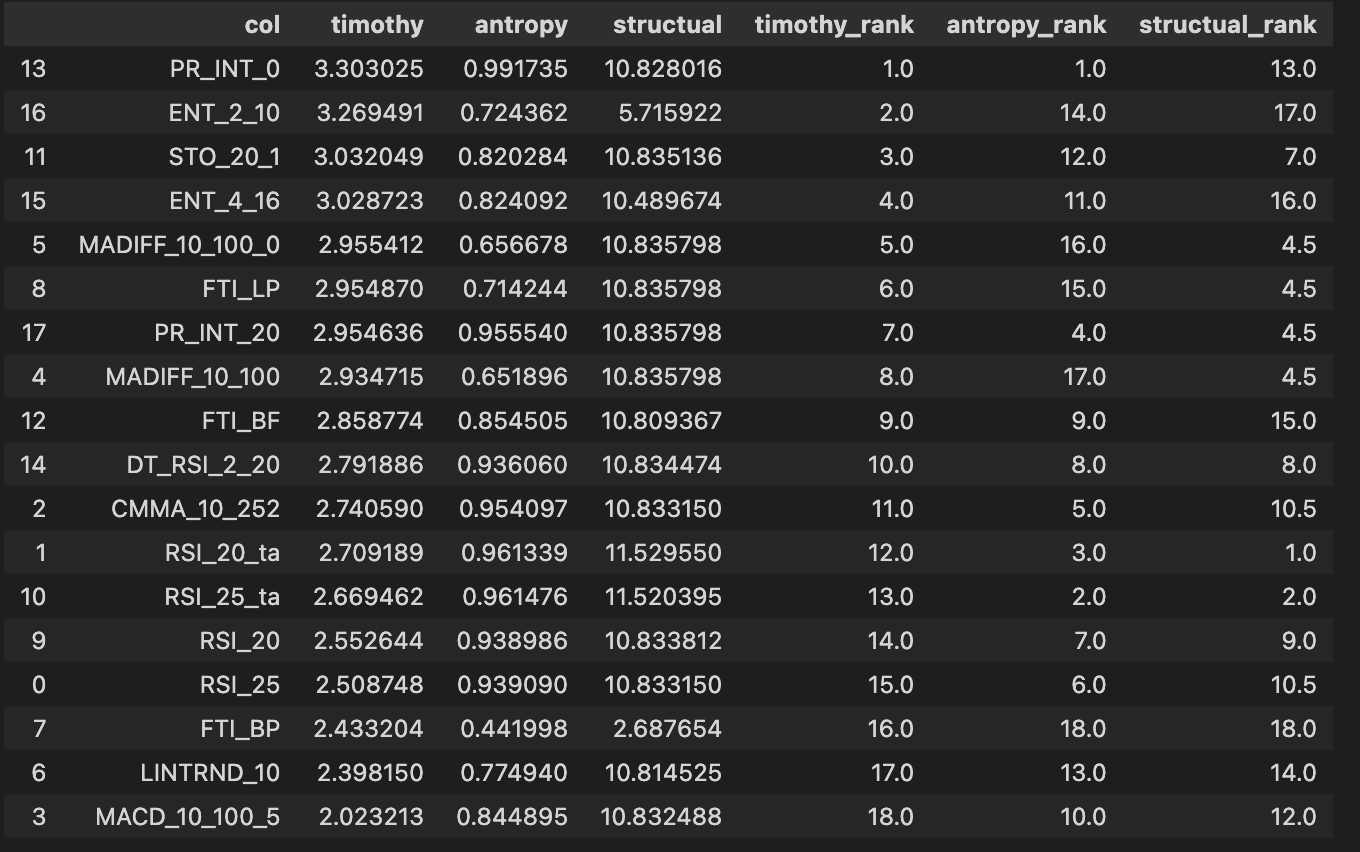 col timothy antropy structual timothy_rank antropy_rank structual_rank
13 PR_INT_0 3.303025 0.991735 10.828016 1.0 1.0 13.0
16 ENT_2_10 3.269491 0.724362 5.715922 2.0 14.0 17.0
11 STO_20_1 3.032049 0.820284 10.835136 3.0 12.0 7.0
15 ENT_4_16 3.028723 0.824092 10.489674 4.0 11.0 16.0
5 MADIFF_10_100_0 2.955412 0.656678 10.835798 5.0 16.0 4.5
8 FTI_LP 2.954870 0.714244 10.835798 6.0 15.0 4.5
17 PR_INT_20 2.954636 0.955540 10.835798 7.0 4.0 4.5
4 MADIFF_10_100 2.934715 0.651896 10.835798 8.0 17.0 4.5
12 FTI_BF 2.858774 0.854505 10.809367 9.0 9.0 15.0
14 DT_RSI_2_20 2.791886 0.936060 10.834474 10.0 8.0 8.0
2 CMMA_10_252 2.740590 0.954097 10.833150 11.0 5.0 10.5
1 RSI_20_ta 2.709189 0.961339 11.529550 12.0 3.0 1.0
10 RSI_25_ta 2.669462 0.961476 11.520395 13.0 2.0 2.0
9 RSI_20 2.552644 0.938986 10.833812 14.0 7.0 9.0
0 RSI_25 2.508748 0.939090 10.833150 15.0 6.0 10.5
7 FTI_BP 2.433204 0.441998 2.687654 16.0 18.0 18.0
6 LINTRND_10 2.398150 0.774940 10.814525 17.0 13.0 14.0
3 MACD_10_100_5 2.023213 0.844895 10.832488 18.0 10.0 12.0